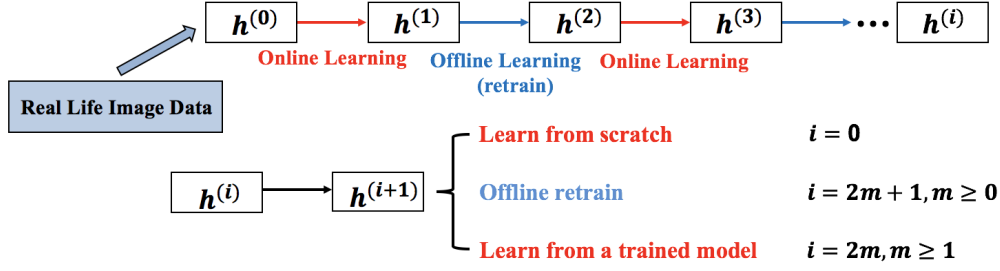 h^(0) h^(1) h^(2) h^(3) ••• h^(i)
Online Learning Offline Learning Online Learning
(retrain)
Real Life Image Data
Learn from scratch i = 0
h^(i) h^(i+1) Offline retrain i = 2m + 1, m ≥ 0
Learn from a trained model i = 2m, m ≥ 1